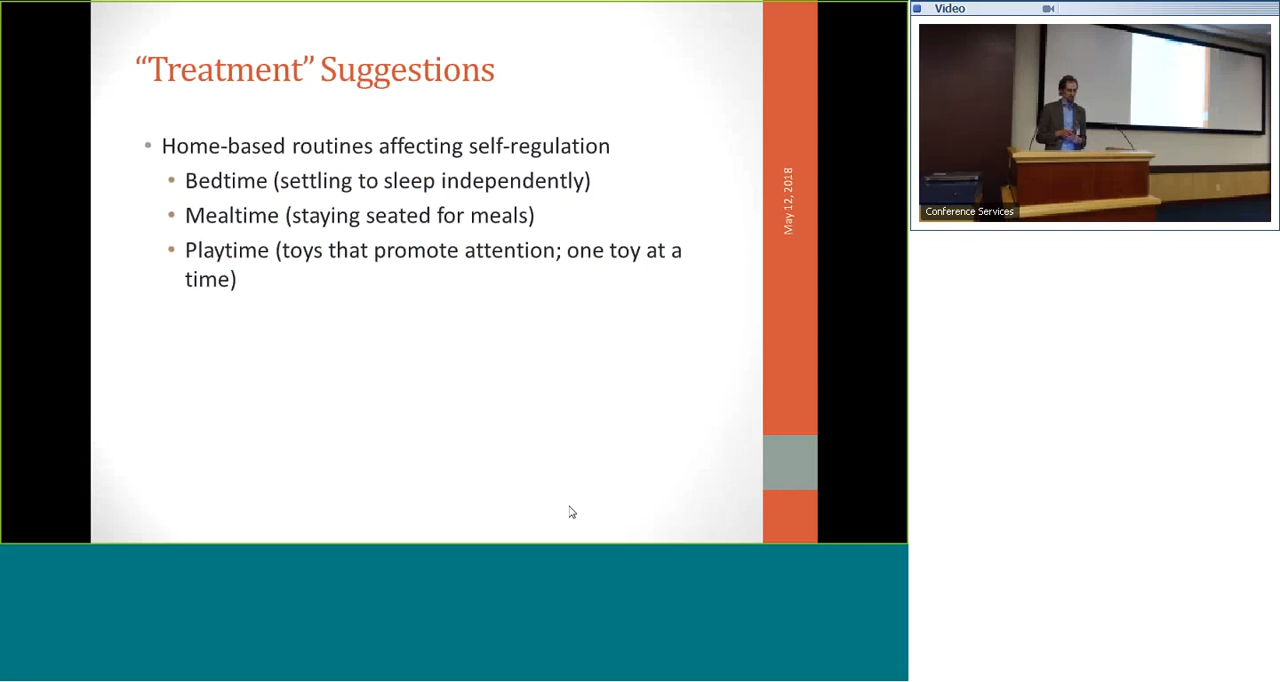 “Treatment” Suggestions
Home-based routines affecting self-regulation
Bedtime (settling to sleep independently)
Mealtime (staying seated for meals)
Playtime (toys that promote attention; one toy at a
time)
May 12, 2018
Video
Conference Services